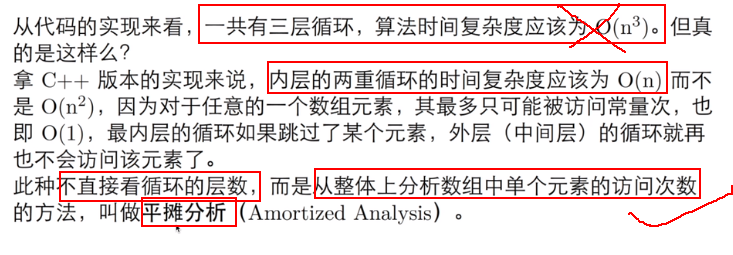 从代码的实现来看，一共有三层循环，算法时间复杂度应该为 O(n³)。但真
的是这样么？
拿 C++ 版本的实现来说，内层的两重循环的时间复杂度应该为 O(n) 而不
是 O(n²)，因为对于任意的一个数组元素，其最多只可能被访问常量次，也
即 O(1)，最内层的循环如果跳过了某个元素，外层（中间层）的循环就再
也不会访问该元素了。
此种不直接看循环的层数，而是从整体上分析数组中单个元素的访问次数
的方法，叫做平摊分析（Amortized Analysis）。